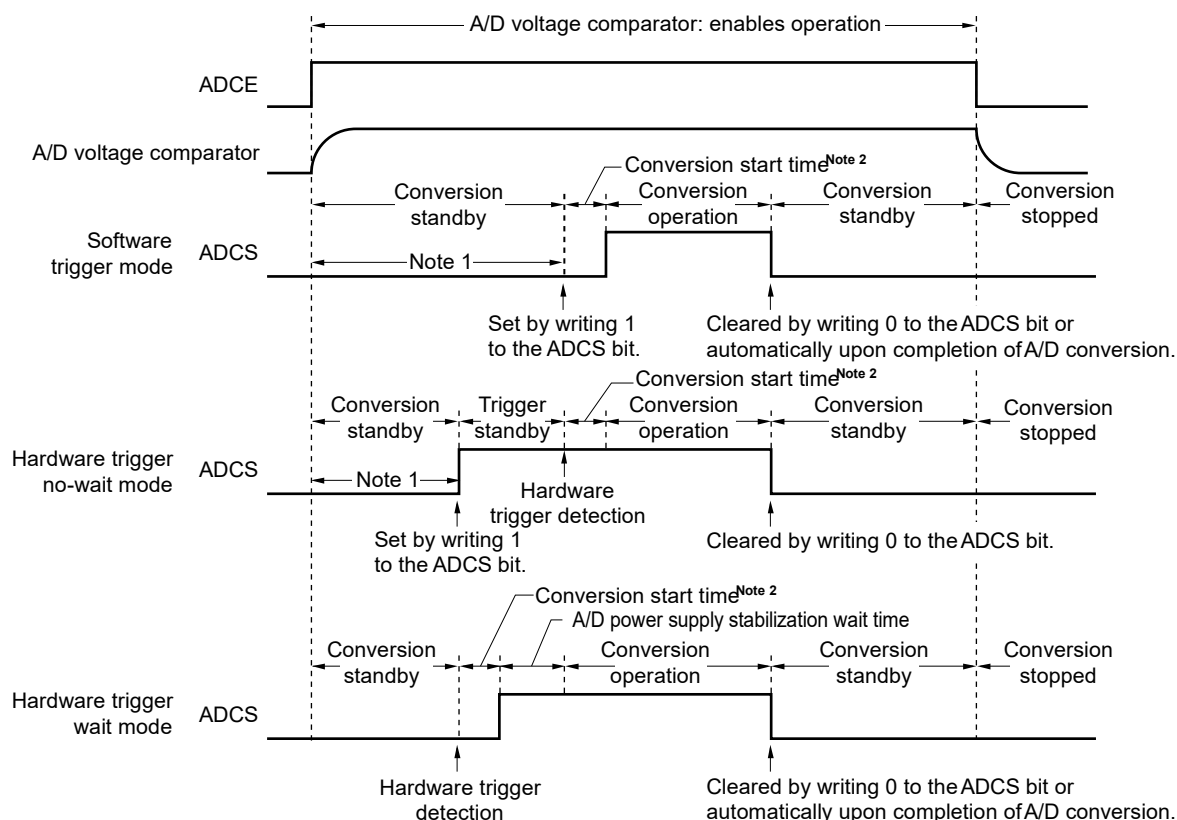 A/D voltage comparator: enables operation
ADCE
A/D voltage comparator
Conversion start time Note 2
Conversion standby
Conversion operation
Conversion standby
Conversion stopped
Software trigger mode
ADCS
Note 1
Set by writing 1
to the ADCS bit.
Cleared by writing 0 to the ADCS bit or
automatically upon completion of A/D conversion.
Conversion start time Note 2
Conversion standby
Trigger standby
Conversion operation
Conversion standby
Conversion stopped
Hardware trigger
no-wait mode
ADCS
Note 1
Hardware
trigger detection
Set by writing 1
to the ADCS bit.
Cleared by writing 0 to the ADCS bit.
Conversion start time Note 2
A/D power supply stabilization wait time
Conversion standby
Conversion operation
Conversion standby
Conversion stopped
Hardware trigger
wait mode
ADCS
Hardware trigger
detection
Cleared by writing 0 to the ADCS bit or
automatically upon completion of A/D conversion.